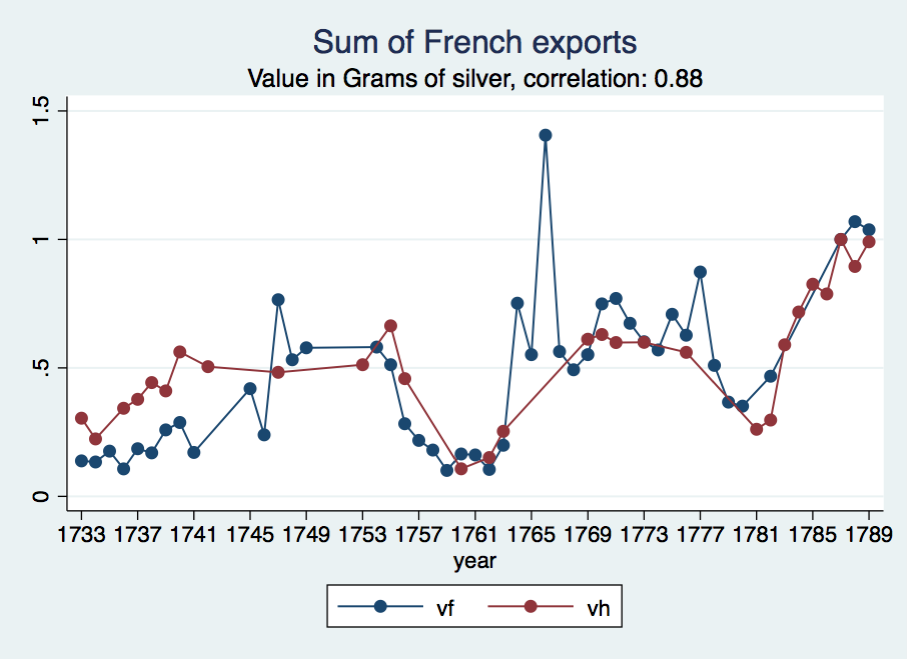 Sum of French exports
Value in Grams of silver, correlation: 0.88
1.5
1
.5
0
1733 1737 1741 1745 1749 1753 1757 1761 1765 1769 1773 1777 1781 1785 1789
year
vf vh